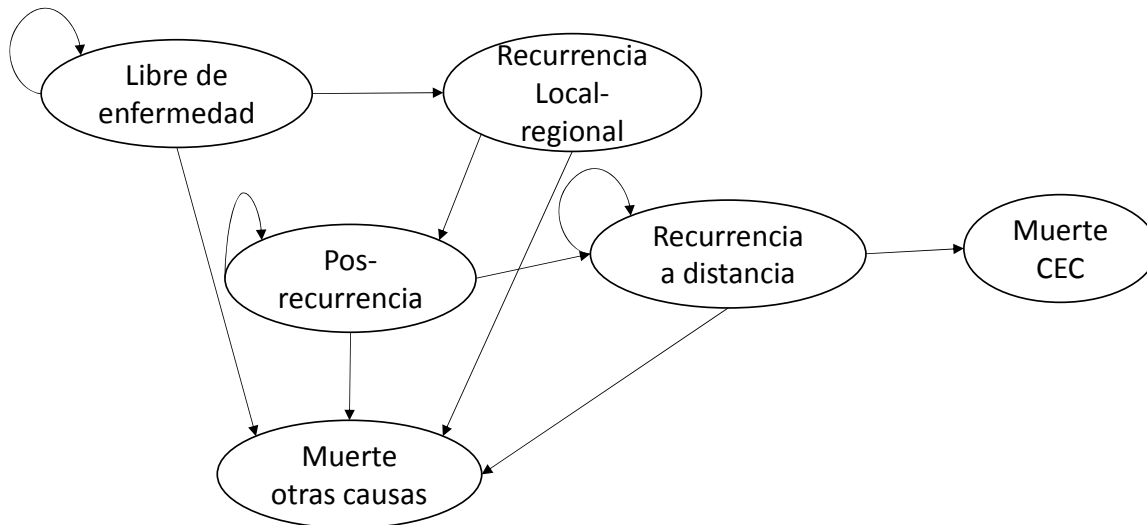 Libre de
enfermedad
Recurrencia
Local-
regional
Pos-
recurrencia
Recurrencia
a distancia
Muerte
CEC
Muerte
otras causas